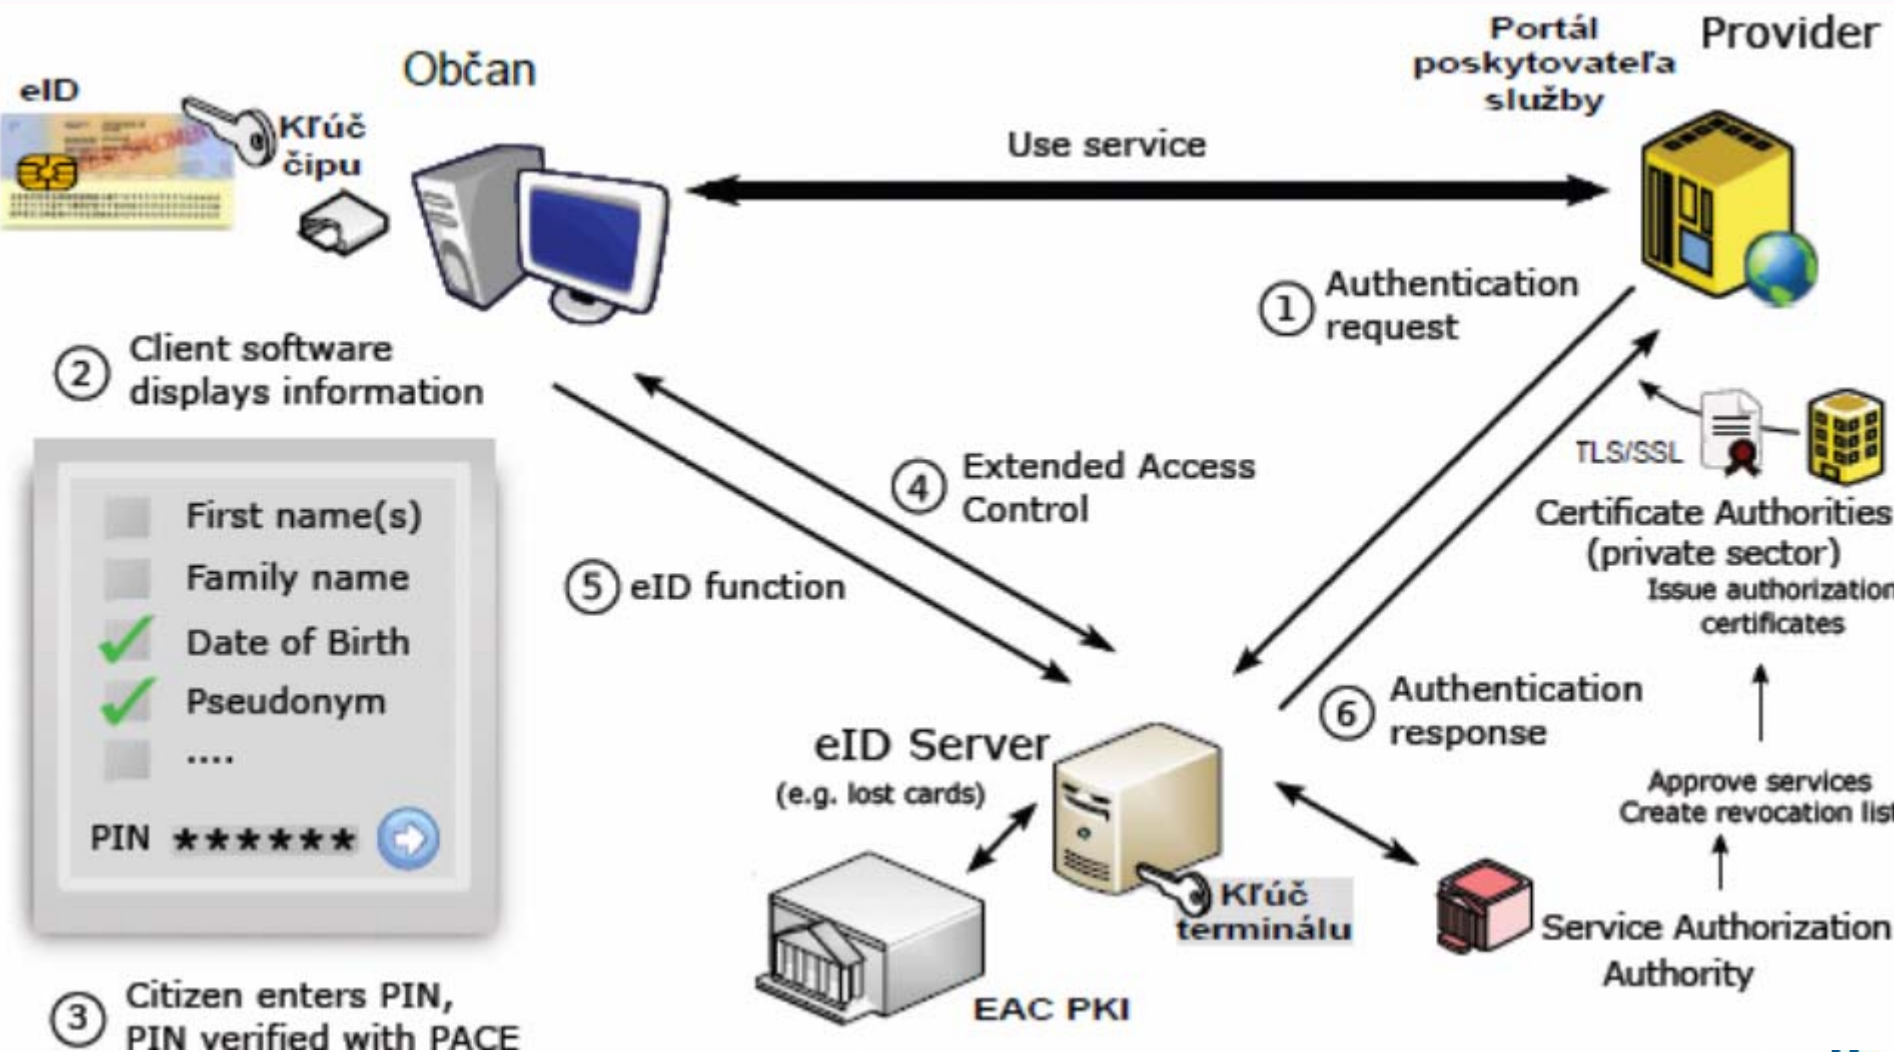 eID
Občan
Kľúč
čipu
Portál
poskytovateľa
služby
Provider
Use service
1
Authentication
request
2
Client software
displays information
First name(s)
Family name
Date of Birth
Pseudonym
....
PIN ******
3
Citizen enters PIN,
PIN verified with PACE
4
Extended Access
Control
5
eID function
TLS/SSL
Certificate Authorities
(private sector)
Issue authorization
certificates
6
Authentication
response
eID Server
(e.g. lost cards)
Kľúč
terminálu
EAC PKI
Approve services
Create revocation list
Service Authorization
Authority